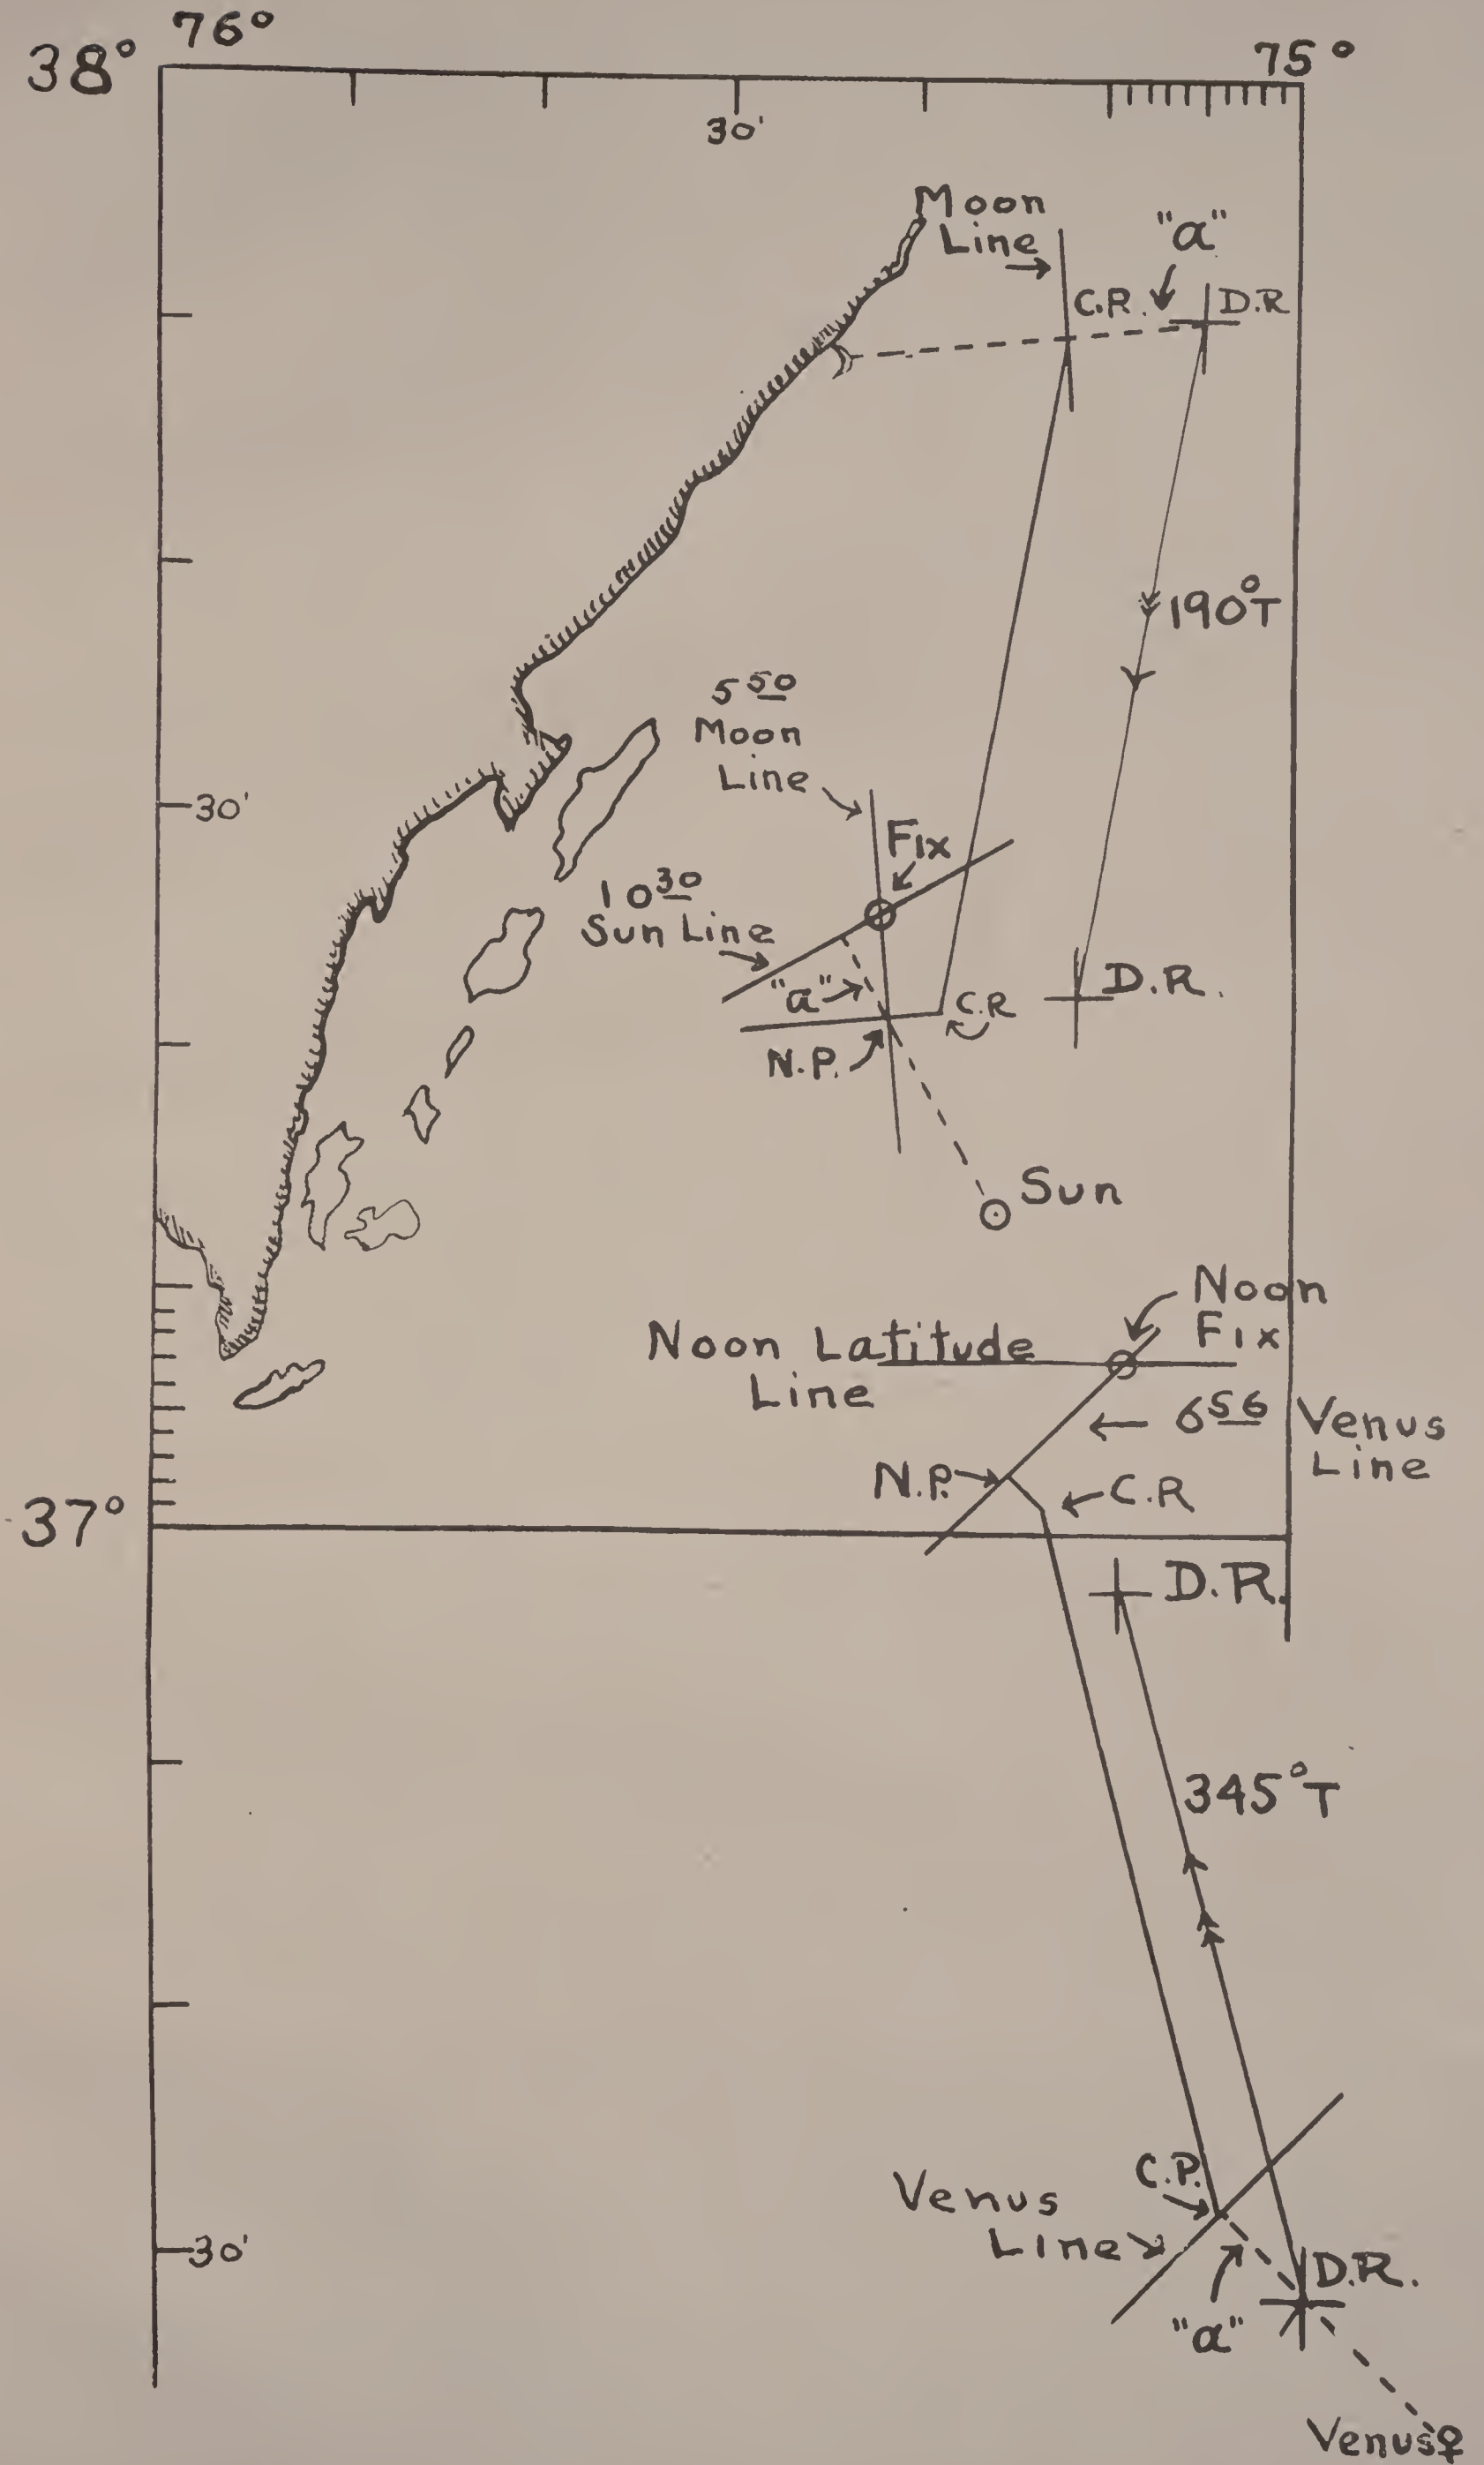 76°
75°
38°
30'
Moon
Line
"a"
C.R.
D.R
190°T
5 50
Moon
Line
30'
Fix
10 30
Sun Line
"a"
D.R.
C.R
N.P.
Sun
Noon
Fix
Noon Latitude
Line
6 56 Venus
Line
N.P.
C.R
37°
D.R.
345°T
C.P.
Venus
Line
30'
D.R.
"a"
Venus♀